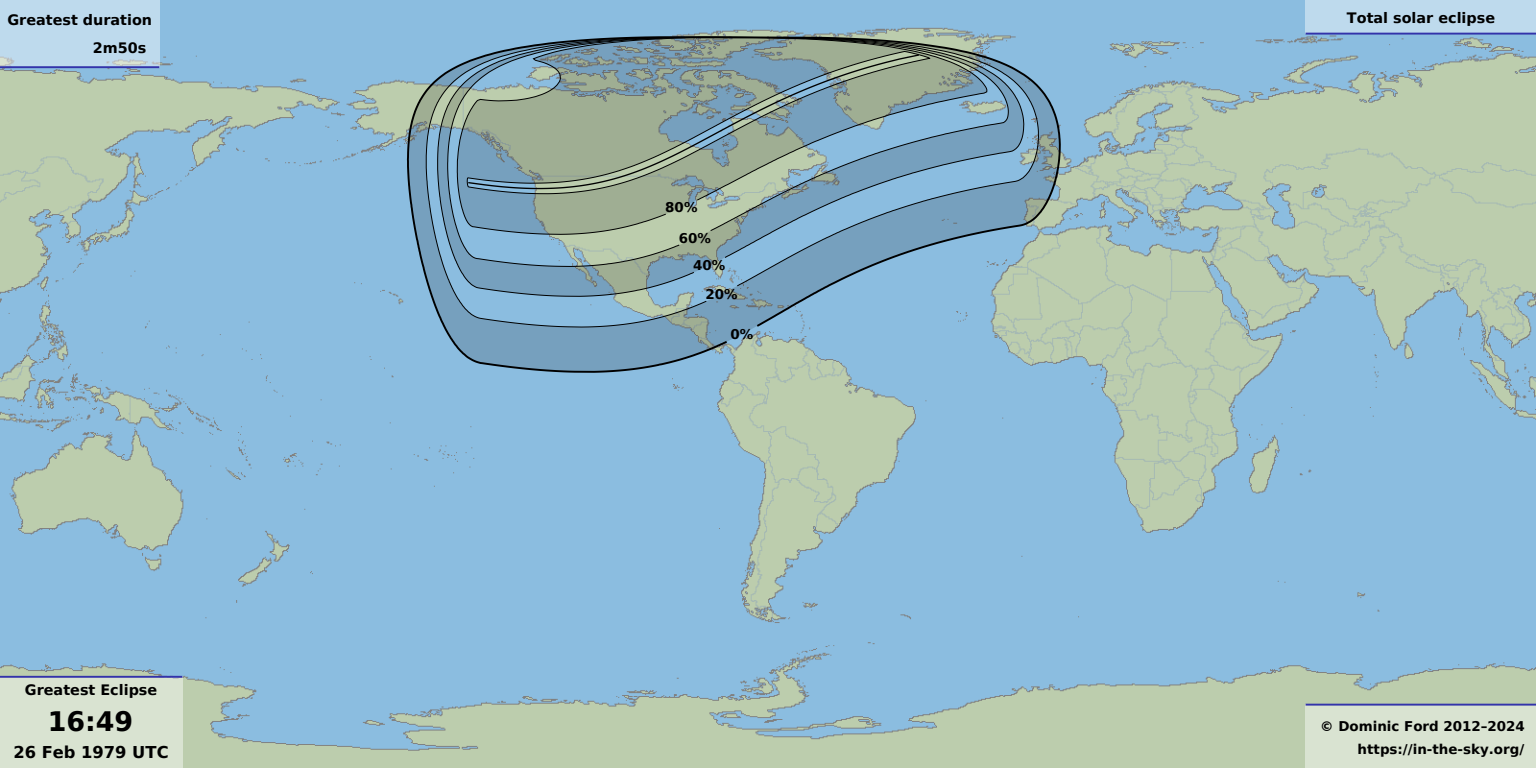 Greatest duration
2m50s
Total solar eclipse
80%
60%
40%
20%
0%
Greatest Eclipse
16:49
26 Feb 1979 UTC
© Dominic Ford 2012–2024
https://in-the-sky.org/